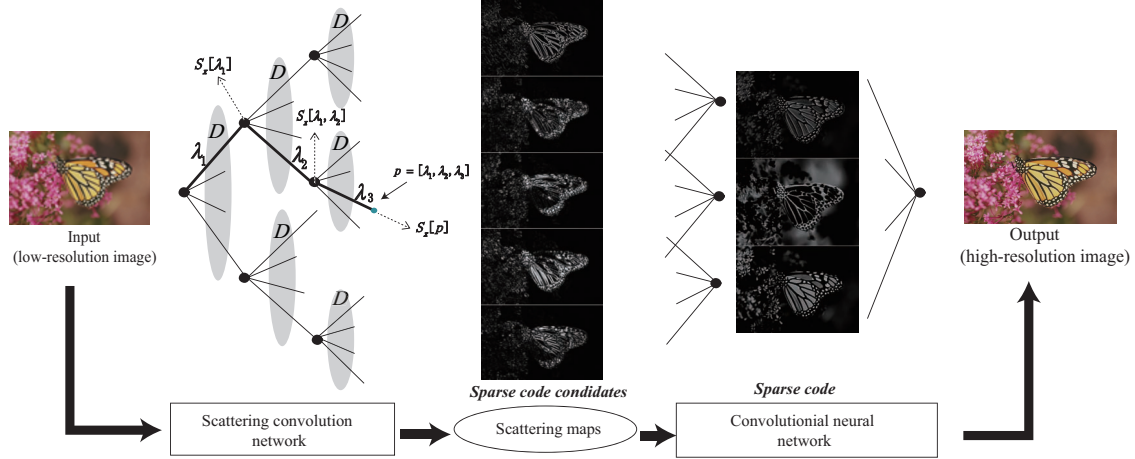 D
D
S_x[λ_1]
D
S_x[λ_1, λ_2]
D
λ_1
λ_2
D
p = [λ_1, λ_2, λ_3]
λ_3
S_x[p]
Input
(low-resolution image)
D
D
Output
(high-resolution image)
Sparse code candidates
Sparse code
Scattering convolution
network
Scattering maps
Convolutionial neural
network